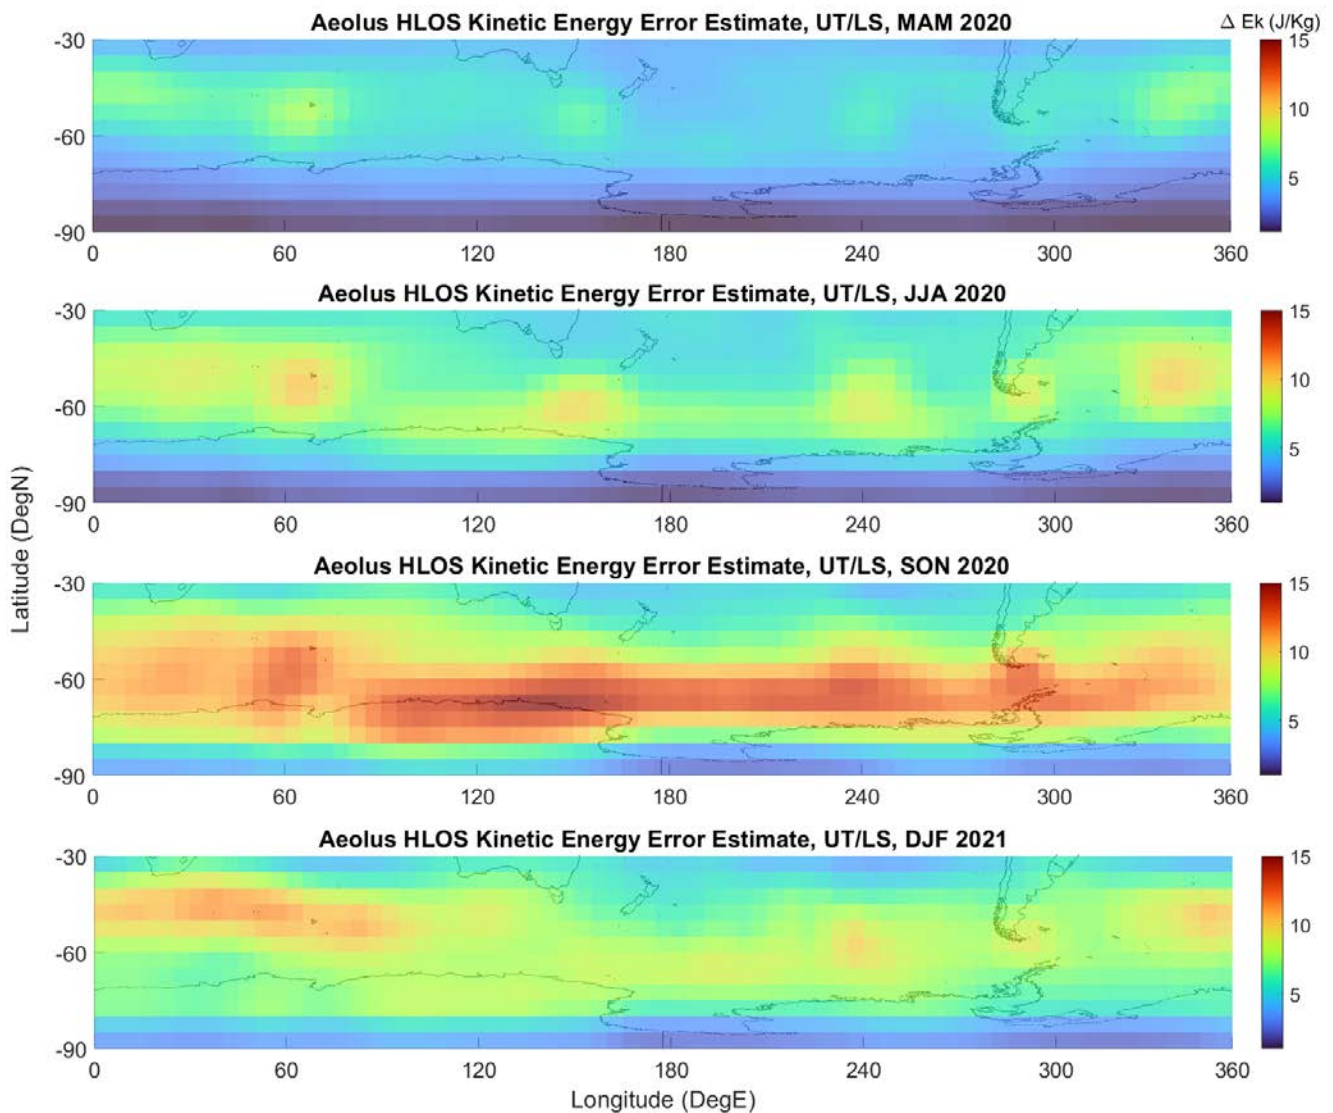 Aeolus HLOS Kinetic Energy Error Estimate, UT/LS, MAM 2020
Δ Ek (J/Kg)
-30
-60
-90
0 60 120 180 240 300 360
15
10
5
Aeolus HLOS Kinetic Energy Error Estimate, UT/LS, JJA 2020
-30
-60
-90
0 60 120 180 240 300 360
15
10
5
Latitude (DegN)
Aeolus HLOS Kinetic Energy Error Estimate, UT/LS, SON 2020
-30
-60
-90
0 60 120 180 240 300 360
15
10
5
Aeolus HLOS Kinetic Energy Error Estimate, UT/LS, DJF 2021
-30
-60
-90
0 60 120 180 240 300 360
15
10
5
Longitude (DegE)